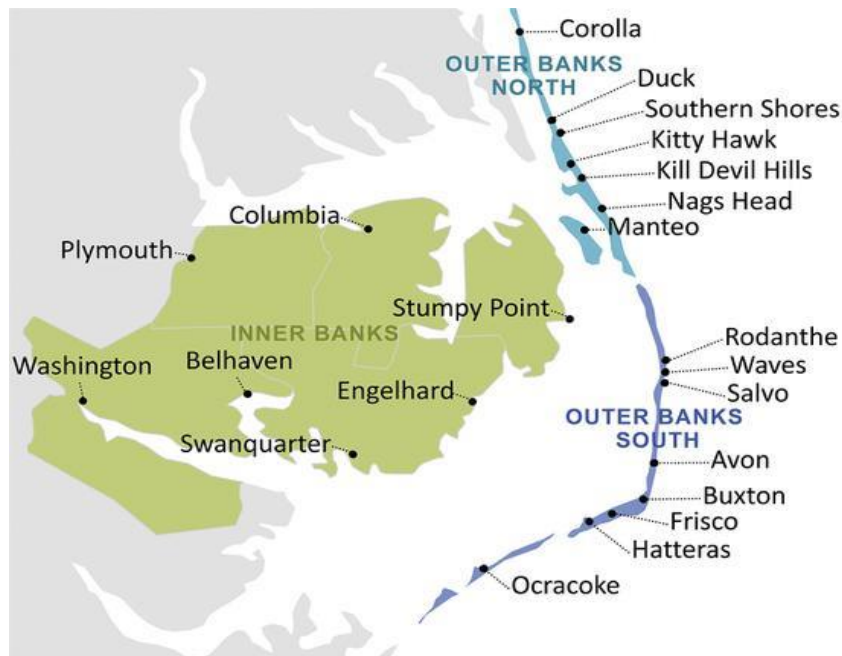 Corolla
OUTER BANKS
NORTH
Duck
Southern Shores
Kitty Hawk
Kill Devil Hills
Nags Head
Manteo
Columbia
Plymouth
Stumpy Point
INNER BANKS
Rodanthe
Waves
Salvo
Washington
Belhaven
Engelhard
OUTER BANKS
SOUTH
Swanquarter
Avon
Buxton
Frisco
Hatteras
Ocracoke